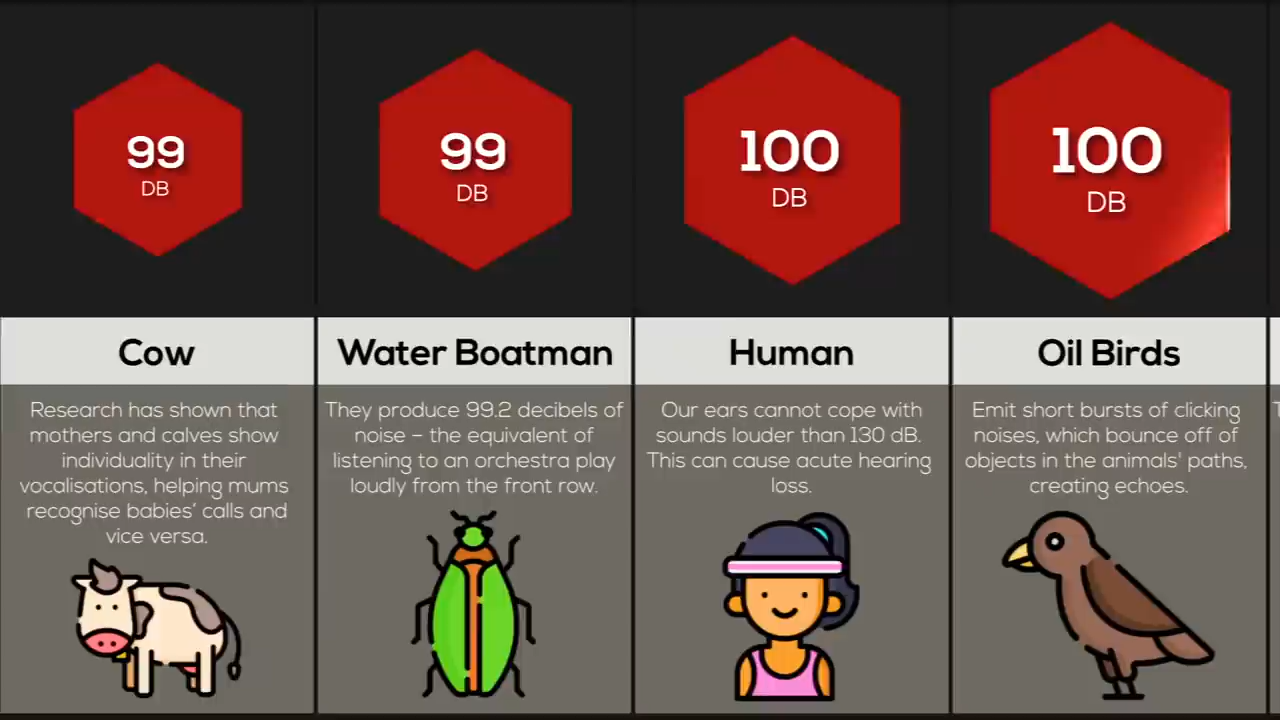 99
DB
99
DB
100
DB
100
DB
Cow
Water Boatman
Human
Oil Birds
Research has shown that
mothers and calves show
individuality in their
vocalisations, helping mums
recognise babies' calls and
vice versa.
They produce 99.2 decibels of
noise – the equivalent of
listening to an orchestra play
loudly from the front row.
Our ears cannot cope with
sounds louder than 130 dB.
This can cause acute hearing
loss.
Emit short bursts of clicking
noises, which bounce off of
objects in the animals' paths,
creating echoes.